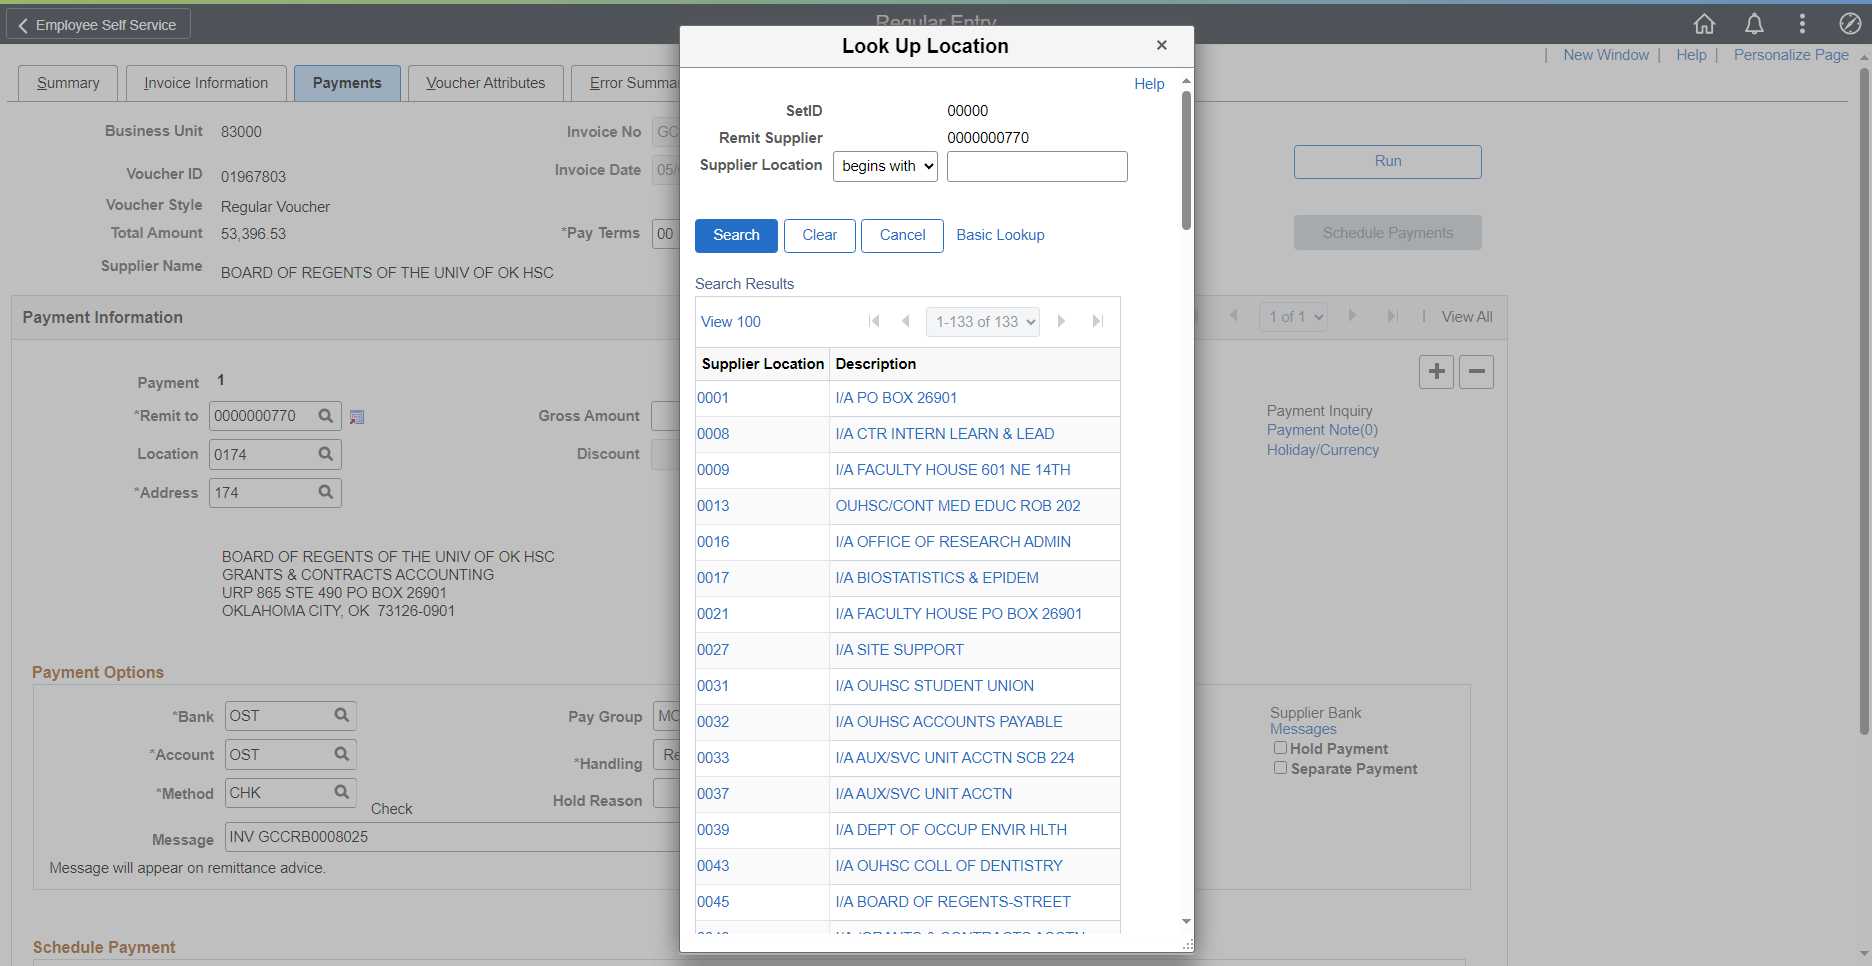 Employee Self Service
Regular Entry
New Window | Help | Personalize Page
Summary
Invoice Information
Payments
Voucher Attributes
Error Summa
Business Unit 83000
Invoice No GC
Voucher ID 01967803
Invoice Date 05/
Voucher Style Regular Voucher
Total Amount 53,396.53
*Pay Terms 00
Supplier Name BOARD OF REGENTS OF THE UNIV OF OK HSC
Run
Schedule Payments
Payment Information
1 of 1
View All
Payment 1
*Remit to 0000000770
Gross Amount
Location 0174
Discount
*Address 174
Payment Inquiry
Payment Note(0)
Holiday/Currency
BOARD OF REGENTS OF THE UNIV OF OK HSC
GRANTS & CONTRACTS ACCOUNTING
URP 865 STE 490 PO BOX 26901
OKLAHOMA CITY, OK 73126-0901
Payment Options
*Bank OST
Pay Group MC
*Account OST
*Handling Re
*Method CHK
Check
Hold Reason
Message INV GCCRB0008025
Message will appear on remittance advice.
Supplier Bank
Messages
Hold Payment
Separate Payment
Schedule Payment
Look Up Location
Help
SetID 00000
Remit Supplier 0000000770
Supplier Location begins with
Search
Clear
Cancel
Basic Lookup
Search Results
View 100
1-133 of 133
Supplier Location Description
0001 I/A PO BOX 26901
0008 I/A CTR INTERN LEARN & LEAD
0009 I/A FACULTY HOUSE 601 NE 14TH
0013 OUHSC/CONT MED EDUC ROB 202
0016 I/A OFFICE OF RESEARCH ADMIN
0017 I/A BIOSTATISTICS & EPIDEM
0021 I/A FACULTY HOUSE PO BOX 26901
0027 I/A SITE SUPPORT
0031 I/A OUHSC STUDENT UNION
0032 I/A OUHSC ACCOUNTS PAYABLE
0033 I/A AUX/SVC UNIT ACCTN SCB 224
0037 I/A AUX/SVC UNIT ACCTN
0039 I/A DEPT OF OCCUP ENVIR HLTH
0043 I/A OUHSC COLL OF DENTISTRY
0045 I/A BOARD OF REGENTS-STREET